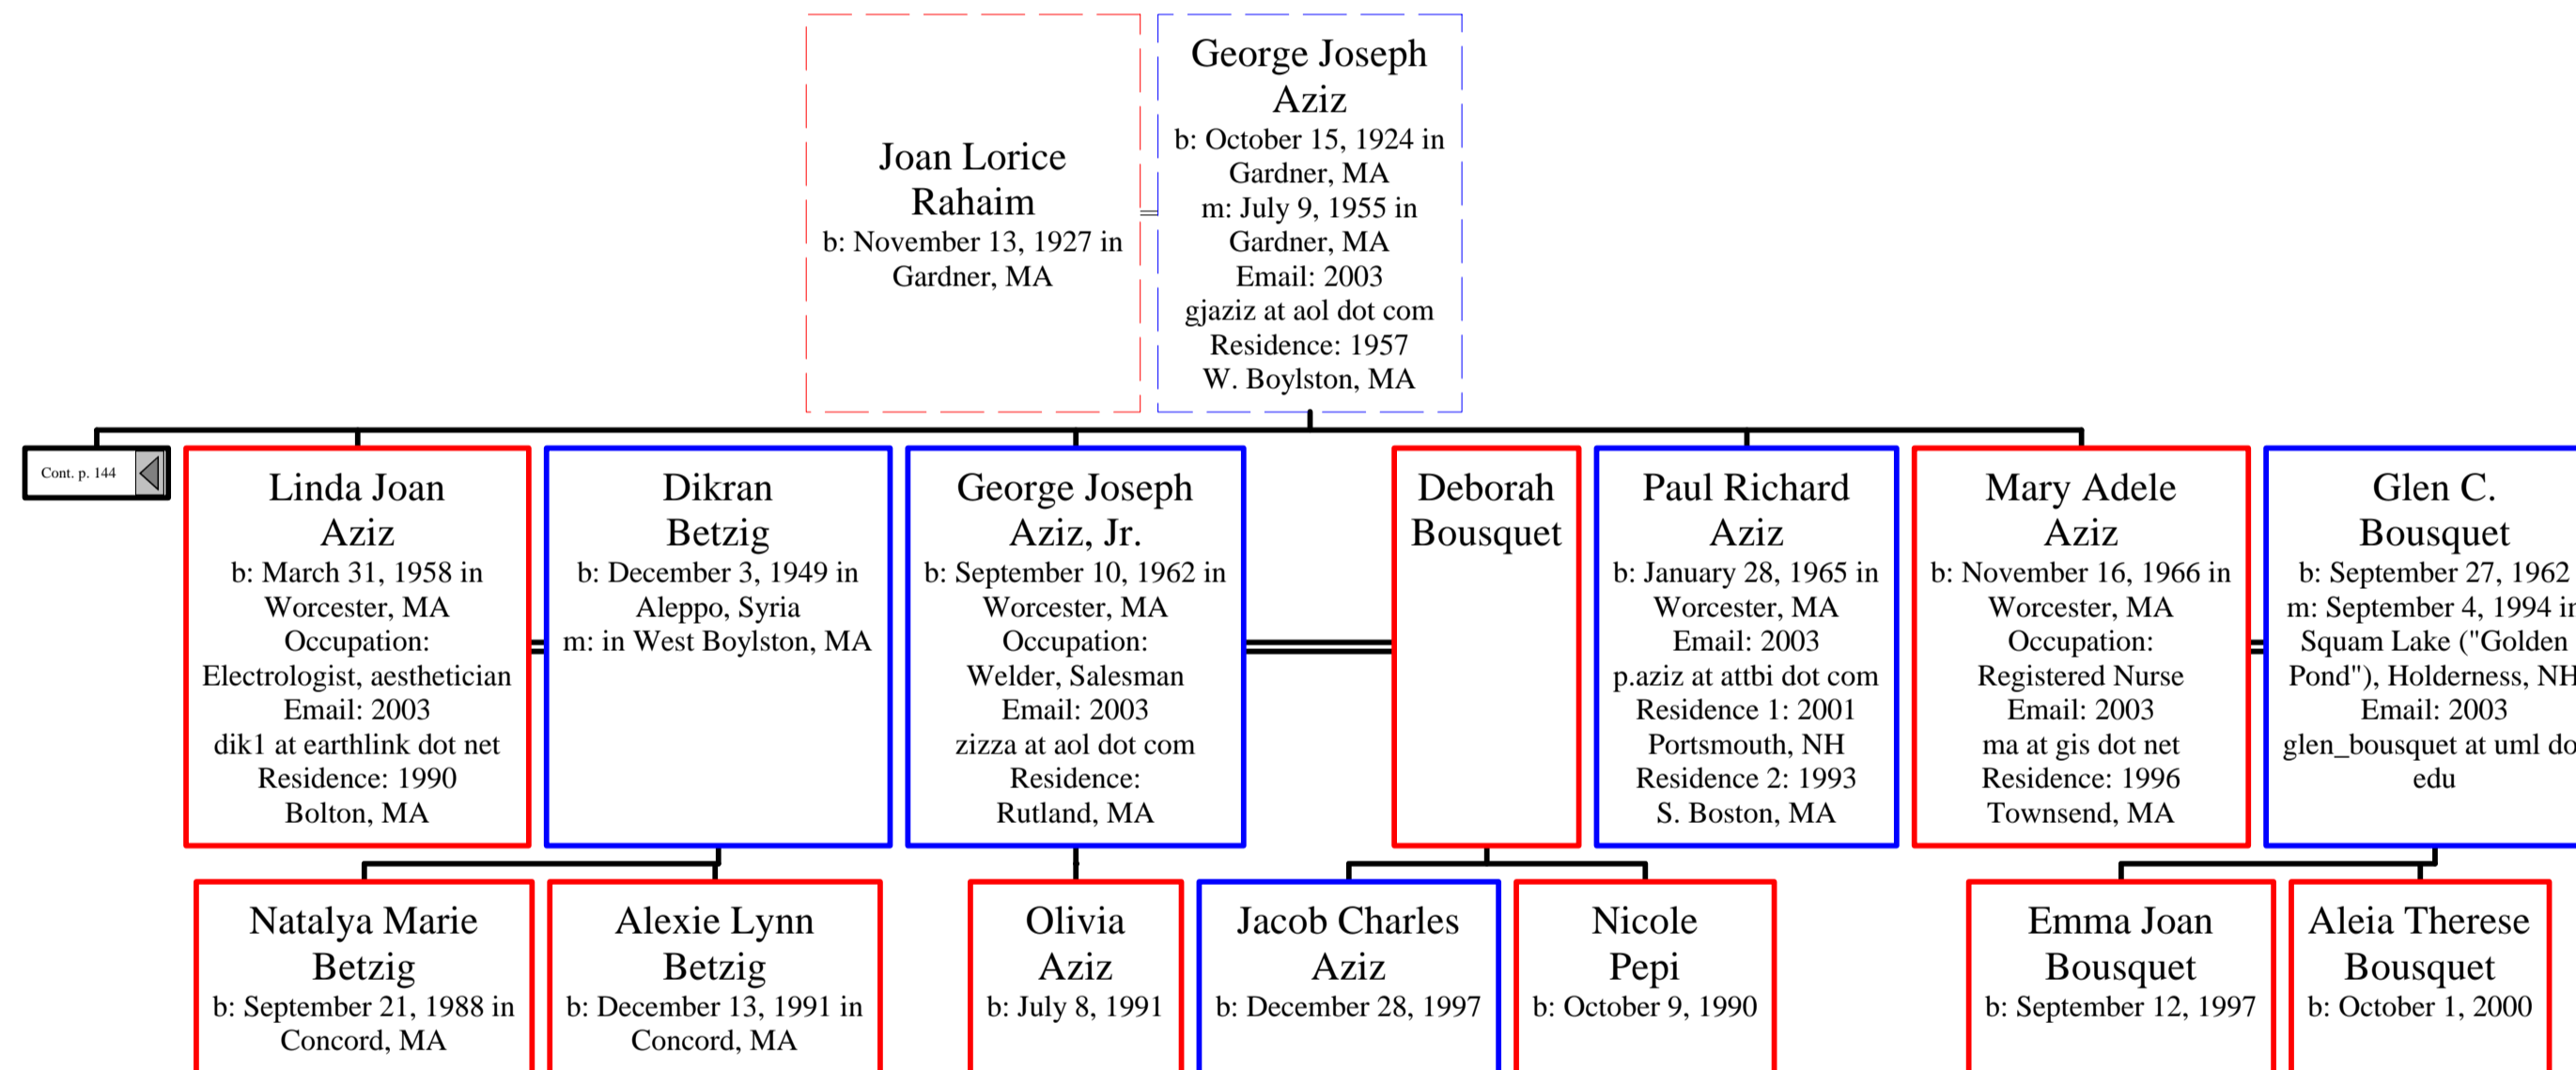 Joan Lorice
Rahaim
b: November 13, 1927 in
Gardner, MA
George Joseph
Aziz
b: October 15, 1924 in
Gardner, MA
m: July 9, 1955 in
Gardner, MA
Email: 2003
gjaziz at aol dot com
Residence: 1957
W. Boylston, MA
Cont. p. 144
Linda Joan
Aziz
b: March 31, 1958 in
Worcester, MA
Occupation:
Electrologist, aesthetician
Email: 2003
dik1 at earthlink dot net
Residence: 1990
Bolton, MA
Dikran
Betzig
b: December 3, 1949 in
Aleppo, Syria
m: in West Boylston, MA
George Joseph
Aziz, Jr.
b: September 10, 1962 in
Worcester, MA
Occupation:
Welder, Salesman
Email: 2003
zizza at aol dot com
Residence:
Rutland, MA
Deborah
Bousquet
Paul Richard
Aziz
b: January 28, 1965 in
Worcester, MA
Email: 2003
p.aziz at attbi dot com
Residence 1: 2001
Portsmouth, NH
Residence 2: 1993
S. Boston, MA
Mary Adele
Aziz
b: November 16, 1966 in
Worcester, MA
Occupation:
Registered Nurse
Email: 2003
ma at gis dot net
Residence: 1996
Townsend, MA
Glen C.
Bousquet
b: September 27, 1962
m: September 4, 1994 in
Squam Lake ("Golden
Pond"), Holderness, NH
Email: 2003
glen_bousquet at uml do
edu
Natalya Marie
Betzig
b: September 21, 1988 in
Concord, MA
Alexie Lynn
Betzig
b: December 13, 1991 in
Concord, MA
Olivia
Aziz
b: July 8, 1991
Jacob Charles
Aziz
b: December 28, 1997
Nicole
Pepi
b: October 9, 1990
Emma Joan
Bousquet
b: September 12, 1997
Aleia Therese
Bousquet
b: October 1, 2000